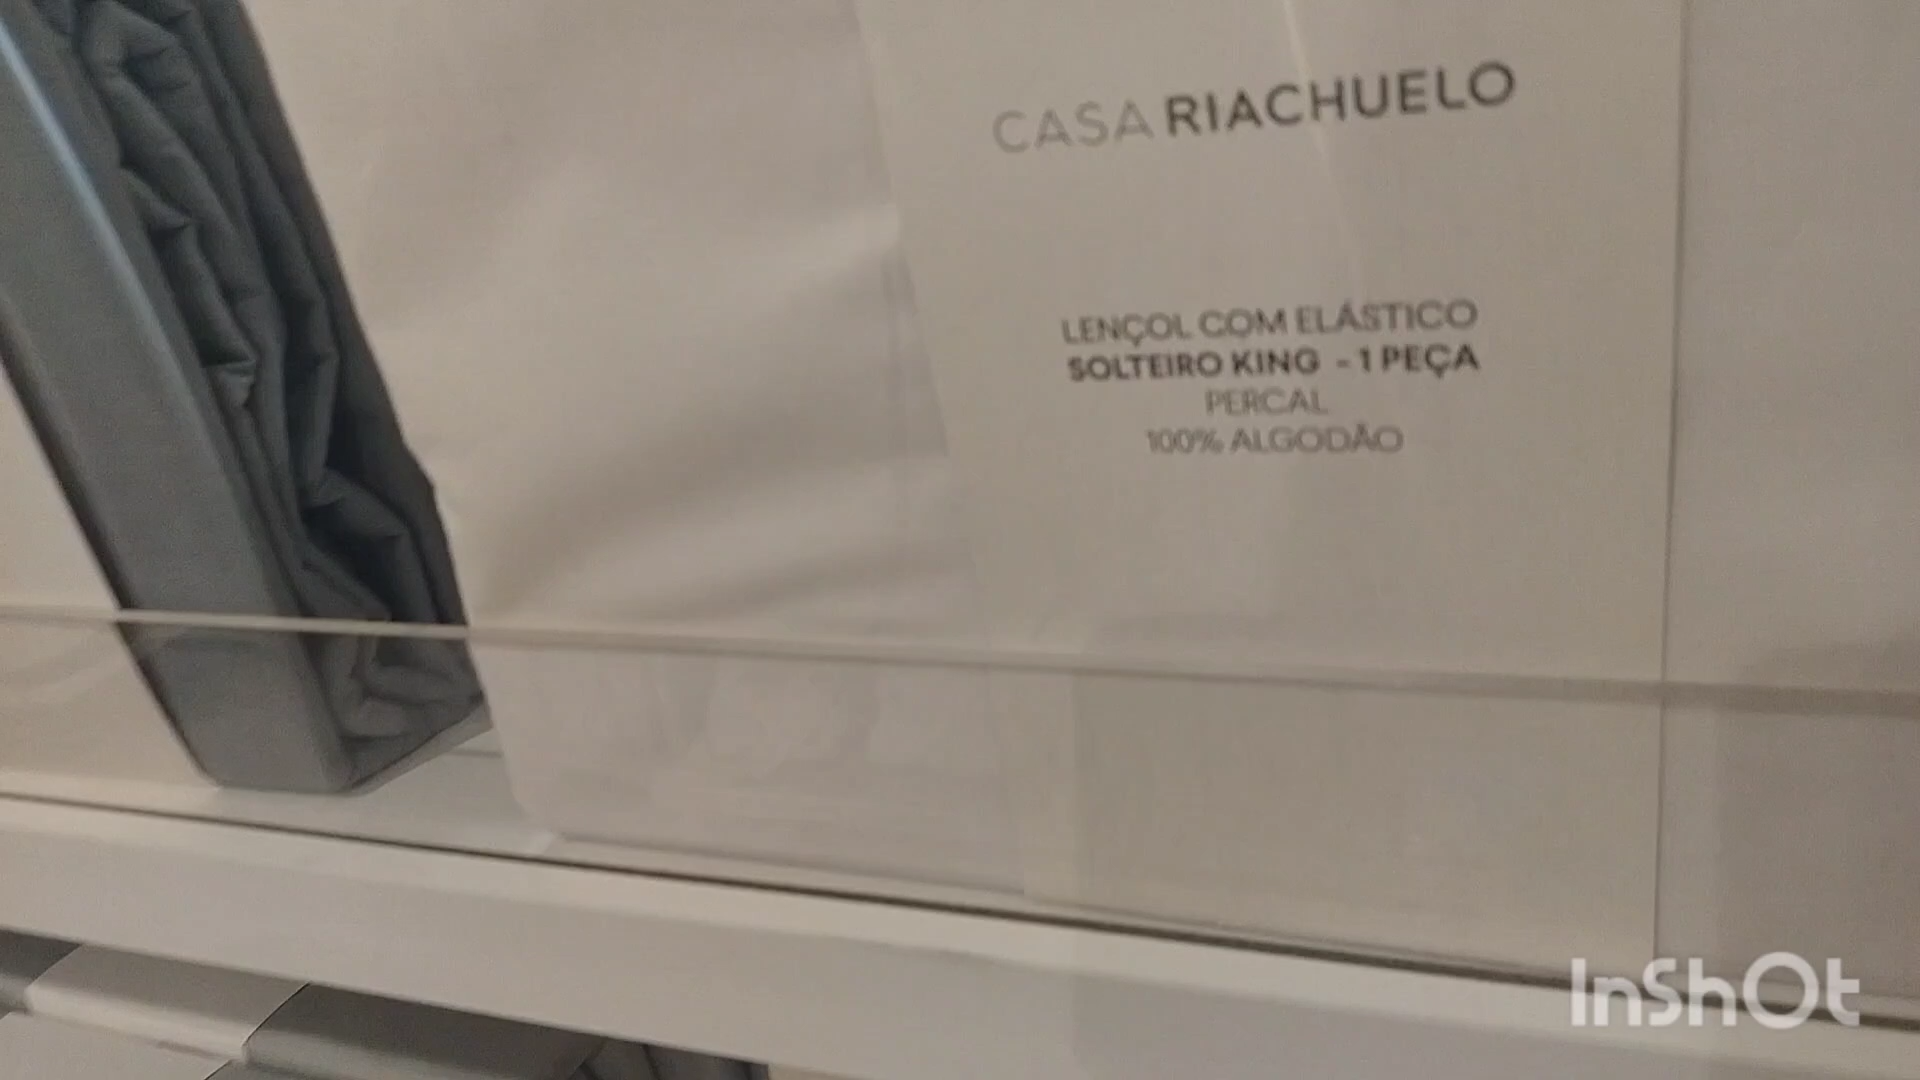 CASA RIACHUELO
LENÇOL COM ELÁSTICO
SOLTEIRO KING - 1 PEÇA
PERCAL
100% ALGODÃO
InShOt